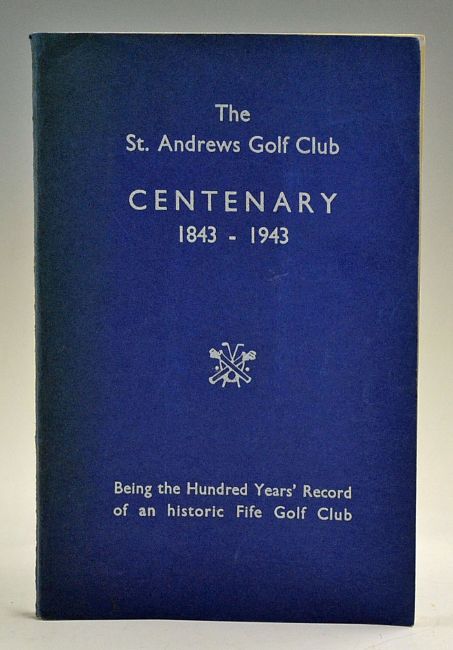 The
St. Andrews Golf Club
CENTENARY
1843 - 1943
Being the Hundred Years' Record
of an historic Fife Golf Club